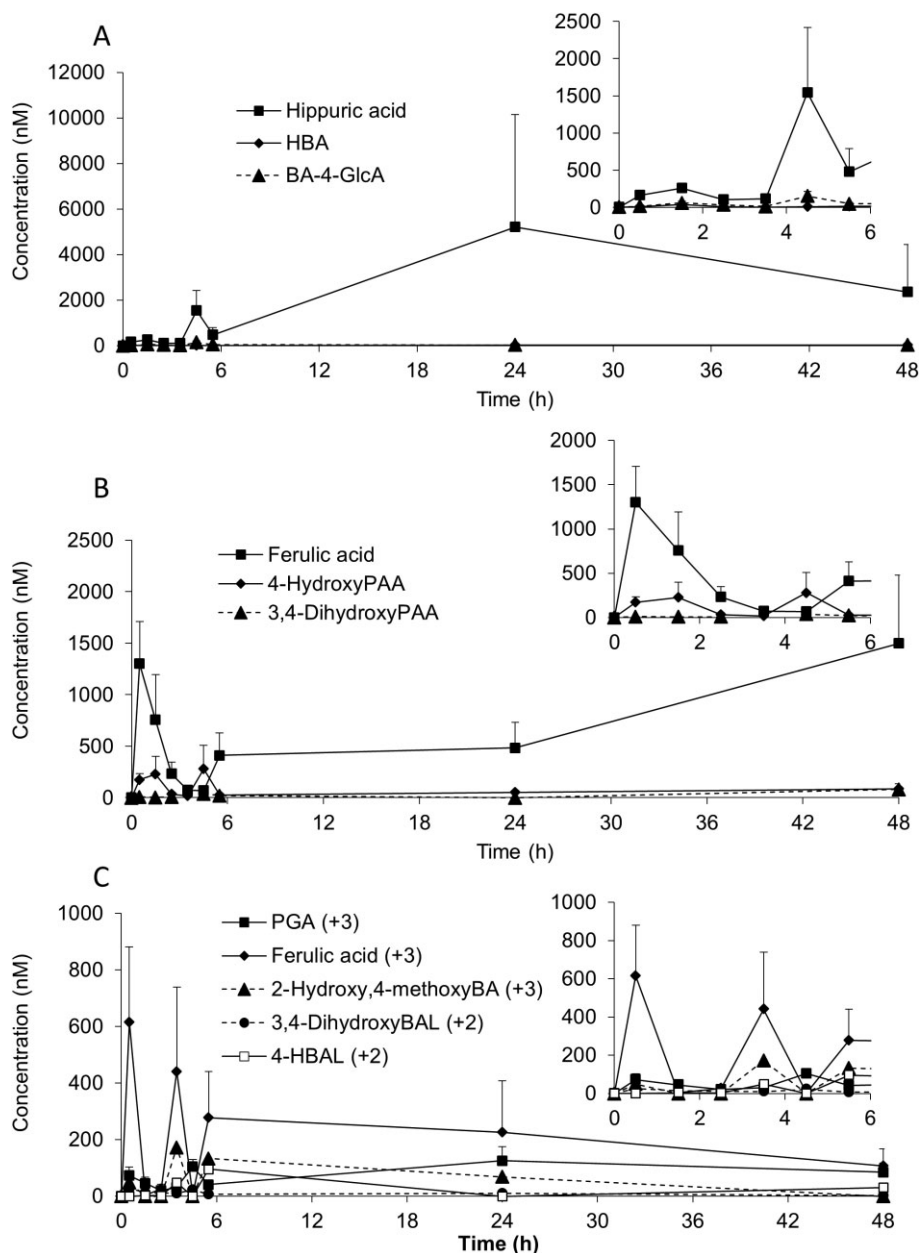 A
Concentration (nM)
12000
10000
8000
6000
4000
2000
0
0 6 12 18 24 30 36 42 48
Time (h)
Hippuric acid
HBA
BA-4-GlcA
2500
2000
1500
1000
500
0
0 2 4 6
B
Concentration (nM)
2500
2000
1500
1000
500
0
0 6 12 18 24 30 36 42 48
Time (h)
Ferulic acid
4-HydroxyPAA
3,4-DihydroxyPAA
2000
1500
1000
500
0
0 2 4 6
C
Concentration (nM)
1000
800
600
400
200
0
0 6 12 18 24 30 36 42 48
Time (h)
PGA (+3)
Ferulic acid (+3)
2-Hydroxy,4-methoxyBA (+3)
3,4-DihydroxyBAL (+2)
4-HBAL (+2)
1000
800
600
400
200
0
0 1 2 3 4 5 6